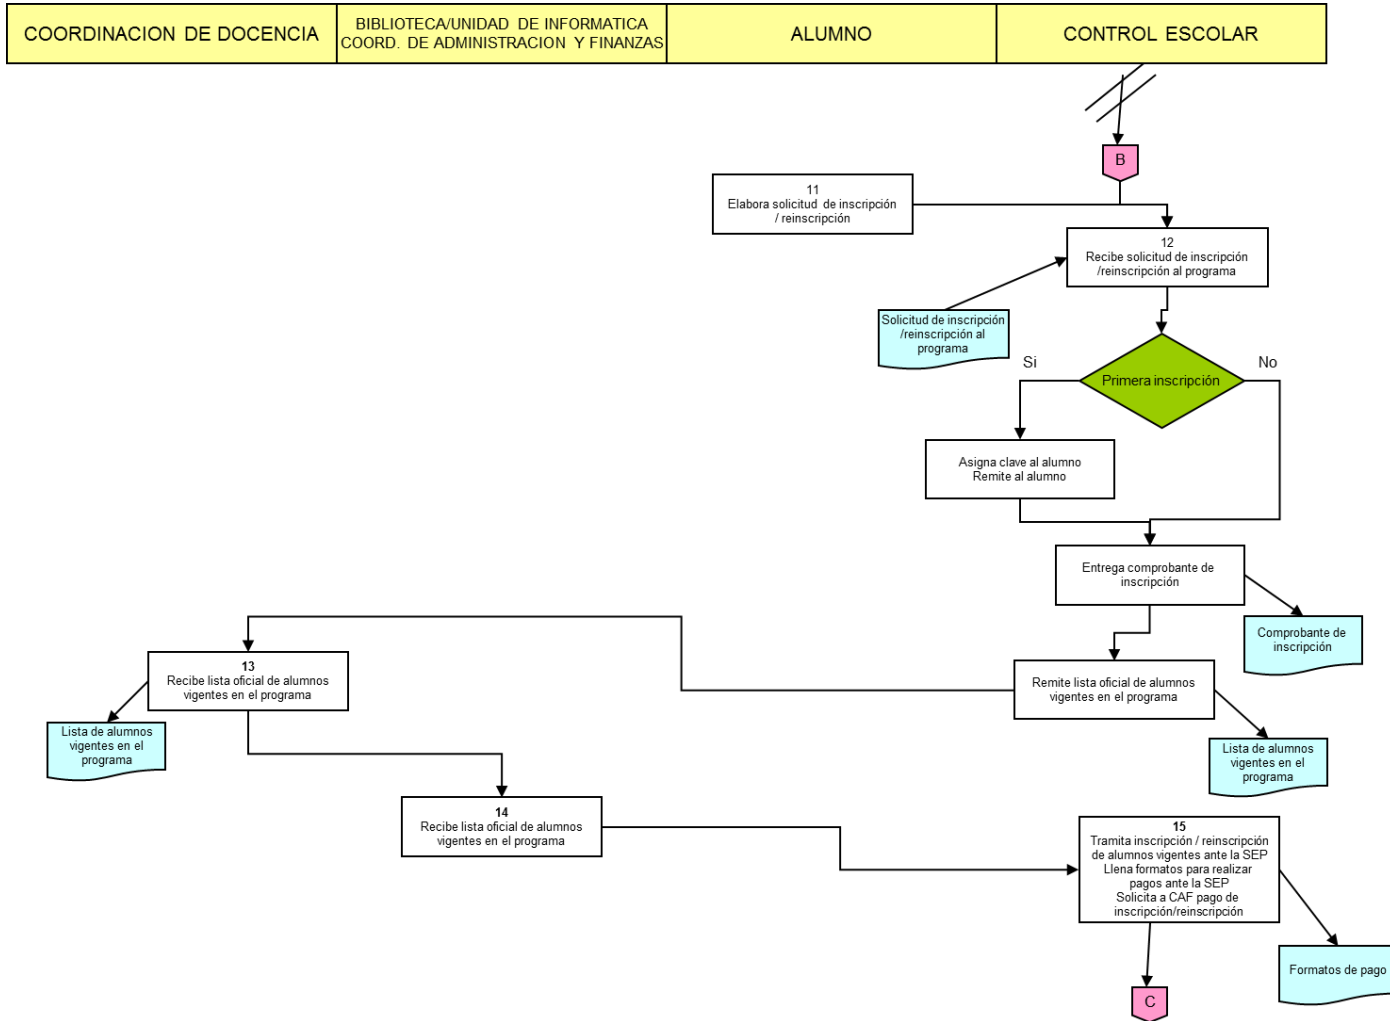 COORDINACION DE DOCENCIA
BIBLIOTECA/UNIDAD DE INFORMATICA
COORD. DE ADMINISTRACION Y FINANZAS
ALUMNO
CONTROL ESCOLAR
B
11
Elabora solicitud de inscripción
/ reinscripción
12
Recibe solicitud de inscripción
/reinscripción al programa
Solicitud de inscripción
/reinscripción al
programa
Si
Primera inscripción
No
Asigna clave al alumno
Remite al alumno
Entrega comprobante de
inscripción
Comprobante de
inscripción
13
Recibe lista oficial de alumnos
vigentes en el programa
Remite lista oficial de alumnos
vigentes en el programa
Lista de alumnos
vigentes en el
programa
Lista de alumnos
vigentes en el
programa
14
Recibe lista oficial de alumnos
vigentes en el programa
15
Tramita inscripción / reinscripción
de alumnos vigentes ante la SEP
Llena formatos para realizar
pagos ante la SEP
Solicita a CAF pago de
inscripción/reinscripción
Formatos de pago
C